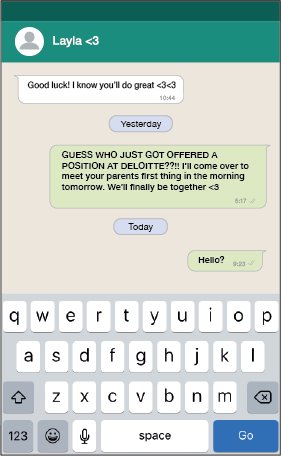 Layla <3
Good luck! I know you'll do great <3<3
10:44
Yesterday
GUESS WHO JUST GOT OFFERED A
POSITION AT DELOITTE??!! I'll come over to
meet your parents first thing in the morning
tomorrow. We'll finally be together <3
5:17
Today
Hello?
9:23
q w e r t y u i o p
a s d f g h j k l
z x c v b n m
123 space Go